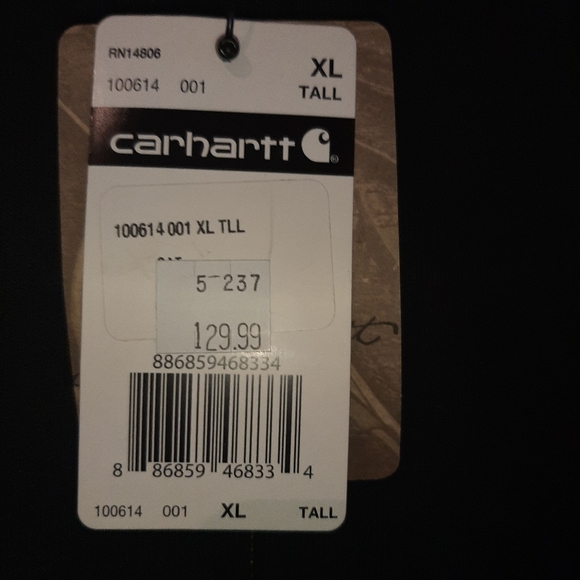 RN14806
100614 001
XL
TALL
carhartt
100614 001 XL TLL
5-237
129.99
886859468334
8 86859 46833 4
100614 001 XL TALL